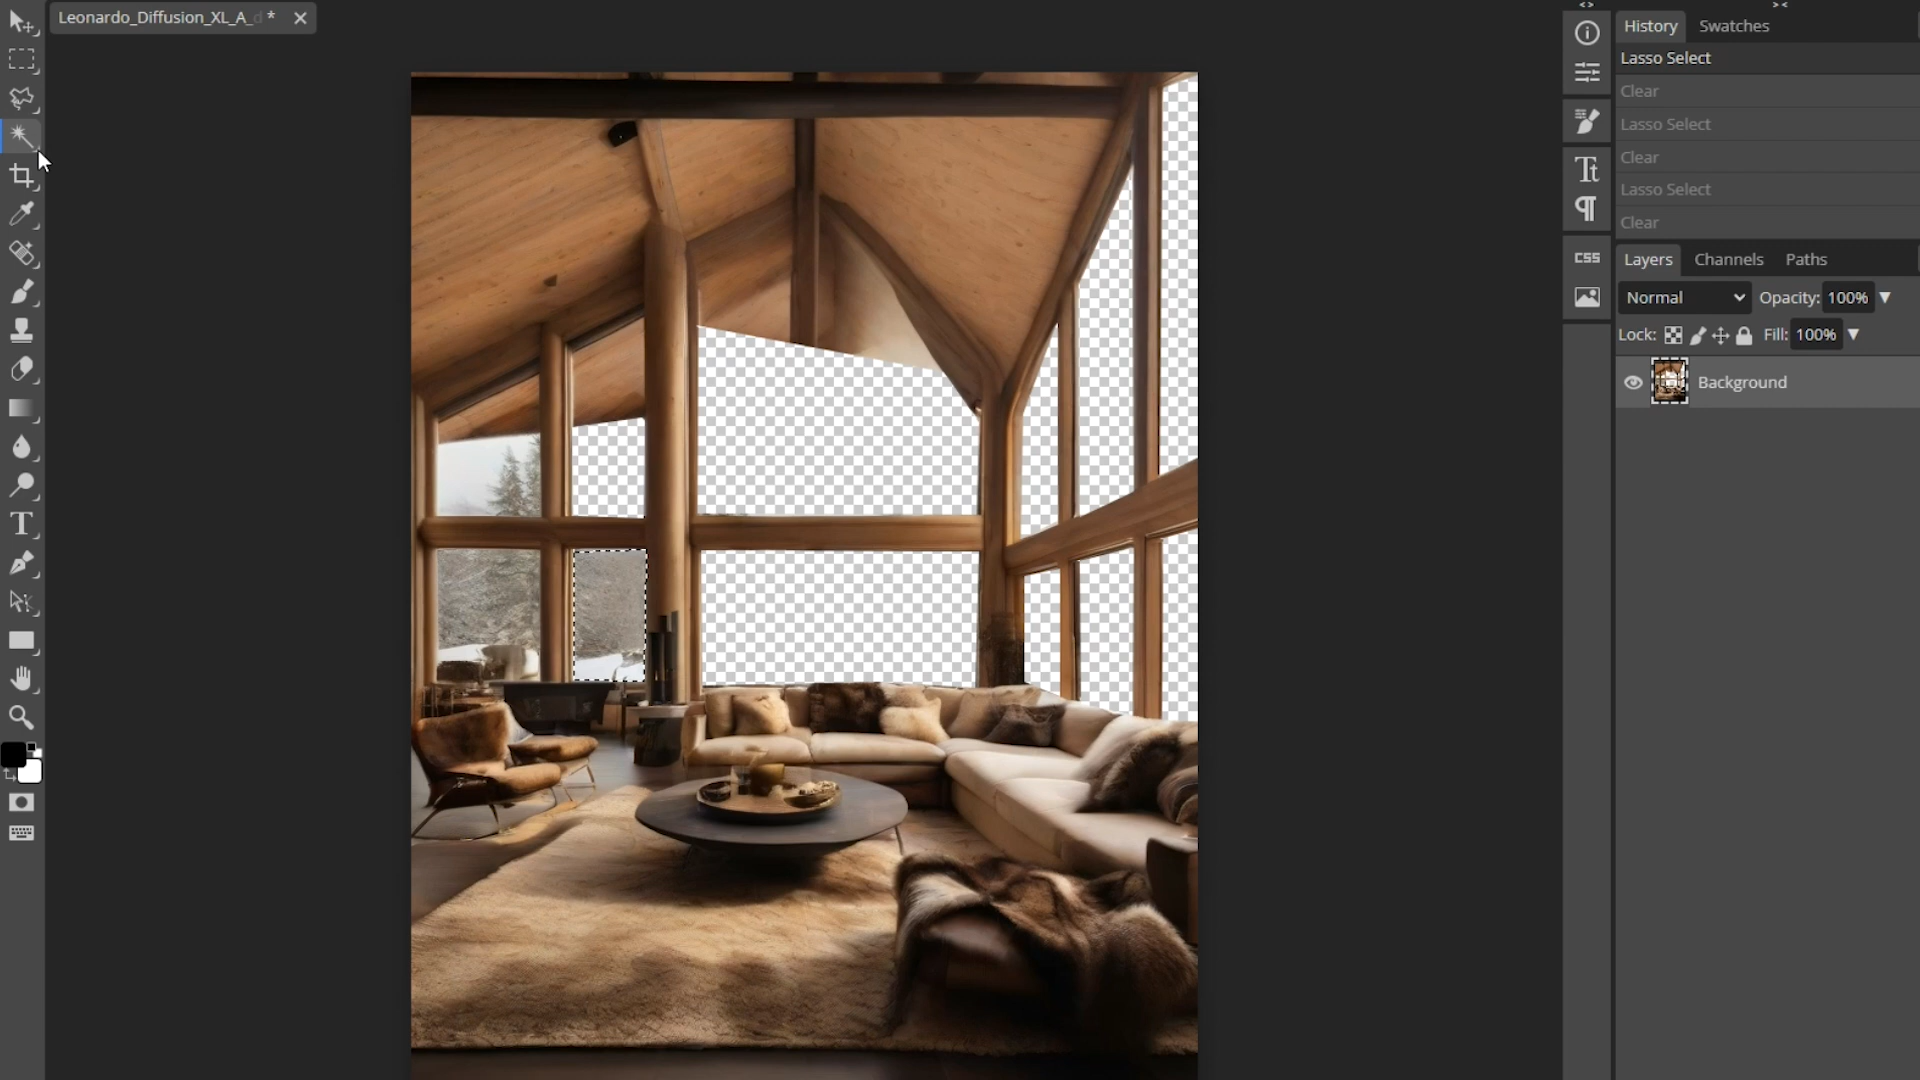 Leonardo_Diffusion_XL_A_d *
History Swatches
Lasso Select
Clear
Lasso Select
Clear
Lasso Select
Clear
CSS
Layers Channels Paths
Normal Opacity: 100%
Lock: Fill: 100%
Background